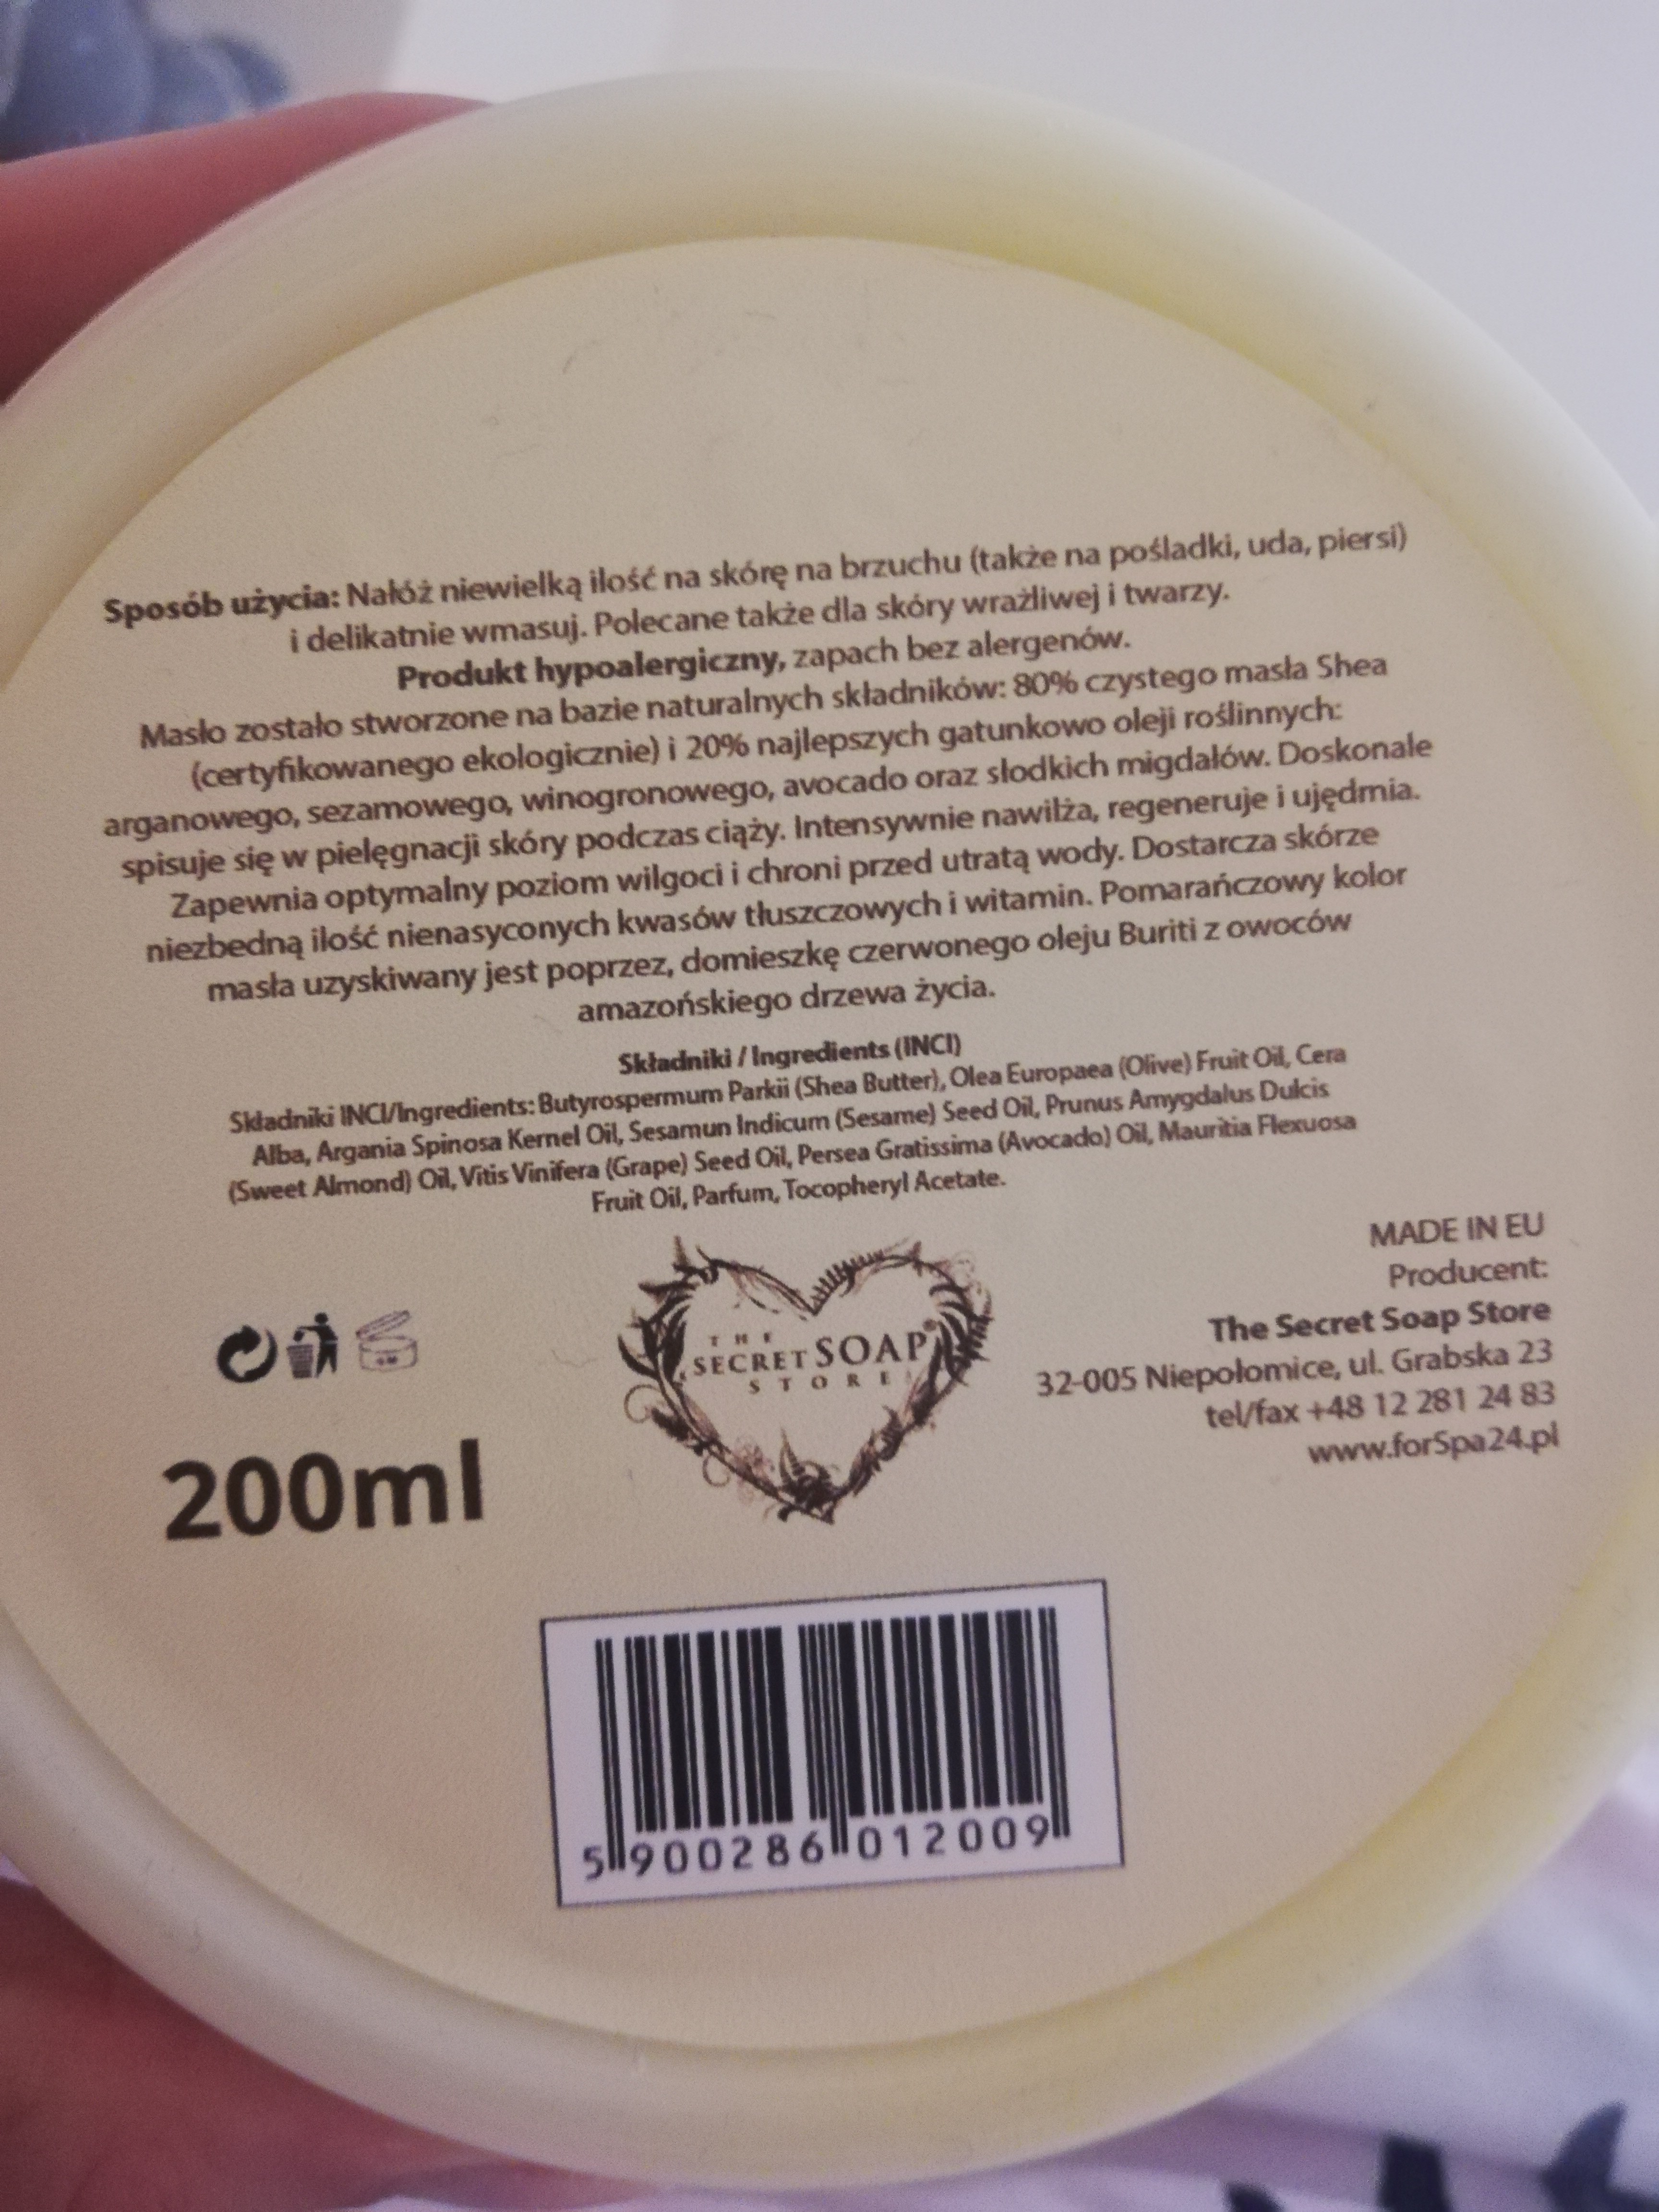 Sposób użycia: Nałóż niewielką ilość na skórę na brzuchu (także na pośladki, uda, piersi)
i delikatnie wmasuj. Polecane także dla skóry wrażliwej i twarzy.
Produkt hypoalergiczny, zapach bez alergenów.
Masło zostało stworzone na bazie naturalnych składników: 80% czystego masła Shea
(certyfikowanego ekologicznie) i 20% najlepszych gatunkowo oleji roślinnych:
arganowego, sezamowego, winogronowego, avocado oraz słodkich migdałów. Doskonale
spisuje się w pielęgnacji skóry podczas ciąży. Intensywnie nawilża, regeneruje i ujędrnia.
Zapewnia optymalny poziom wilgoci i chroni przed utratą wody. Dostarcza skórze
niezbedną ilość nienasyconych kwasów tłuszczowych i witamin. Pomarańczowy kolor
masła uzyskiwany jest poprzez, domieszkę czerwonego oleju Buriti z owoców
amazońskiego drzewa życia.
Składniki / Ingredients (INCI)
Składniki INCI/Ingredients: Butyrospermum Parkii (Shea Butter), Olea Europaea (Olive) Fruit Oil, Cera
Alba, Argania Spinosa Kernel Oil, Sesamun Indicum (Sesame) Seed Oil, Prunus Amygdalus Dulcis
(Sweet Almond) Oil, Vitis Vinifera (Grape) Seed Oil, Persea Gratissima (Avocado) Oil, Mauritia Flexuosa
Fruit Oil, Parfum, Tocopheryl Acetate.
MADE IN EU
Producent:
The Secret Soap Store
32-005 Niepołomice, ul. Grabska 23
tel/fax +48 12 281 24 83
www.forSpa24.pl
THE
SECRET SOAP®
STORE
200ml
5 900286 012009